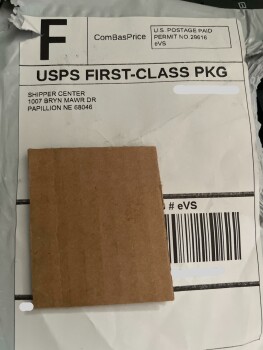 F
ComBasPrice
U.S. POSTAGE PAID
PERMIT NO 29616
eVS
USPS FIRST-CLASS PKG
SHIPPER CENTER
1007 BRYN MAWR DR
PAPILLION NE 68046
# eVS